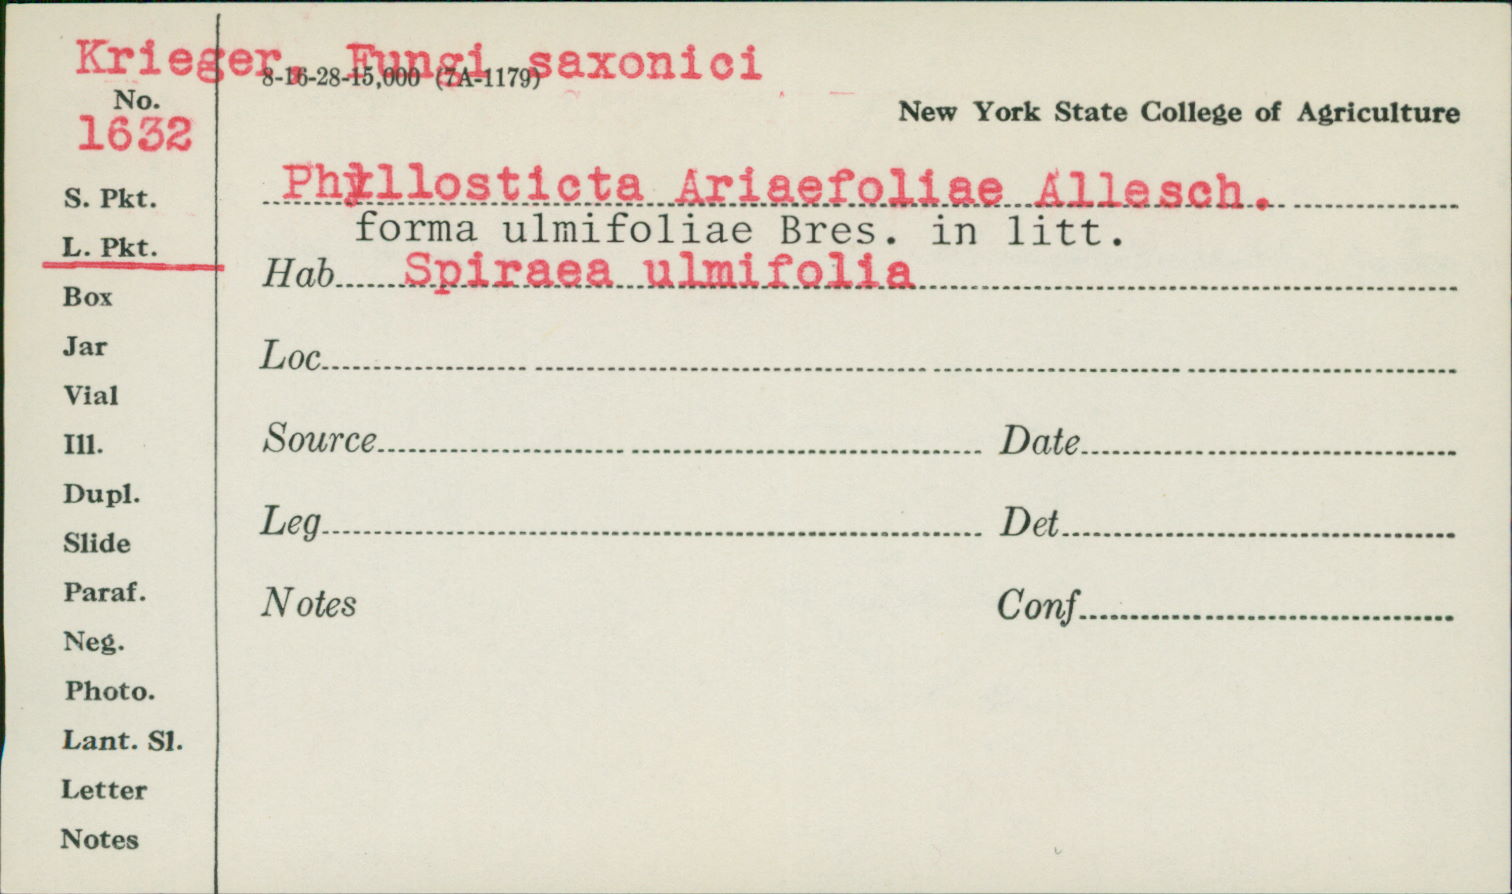 Krieger, Fungi saxonici
8-16-28-15,000 (7A-1179)
No.
1632
New York State College of Agriculture
S. Pkt.
Phyllosticta Ariaefoliae Allesch.
forma ulmifoliae Bres. in litt.
L. Pkt.
Hab. Spiraea ulmifolia
Box
Jar
Loc.
Vial
Ill.
Source Date
Dupl.
Slide
Leg. Det.
Paraf.
Notes Conf.
Neg.
Photo.
Lant. Sl.
Letter
Notes